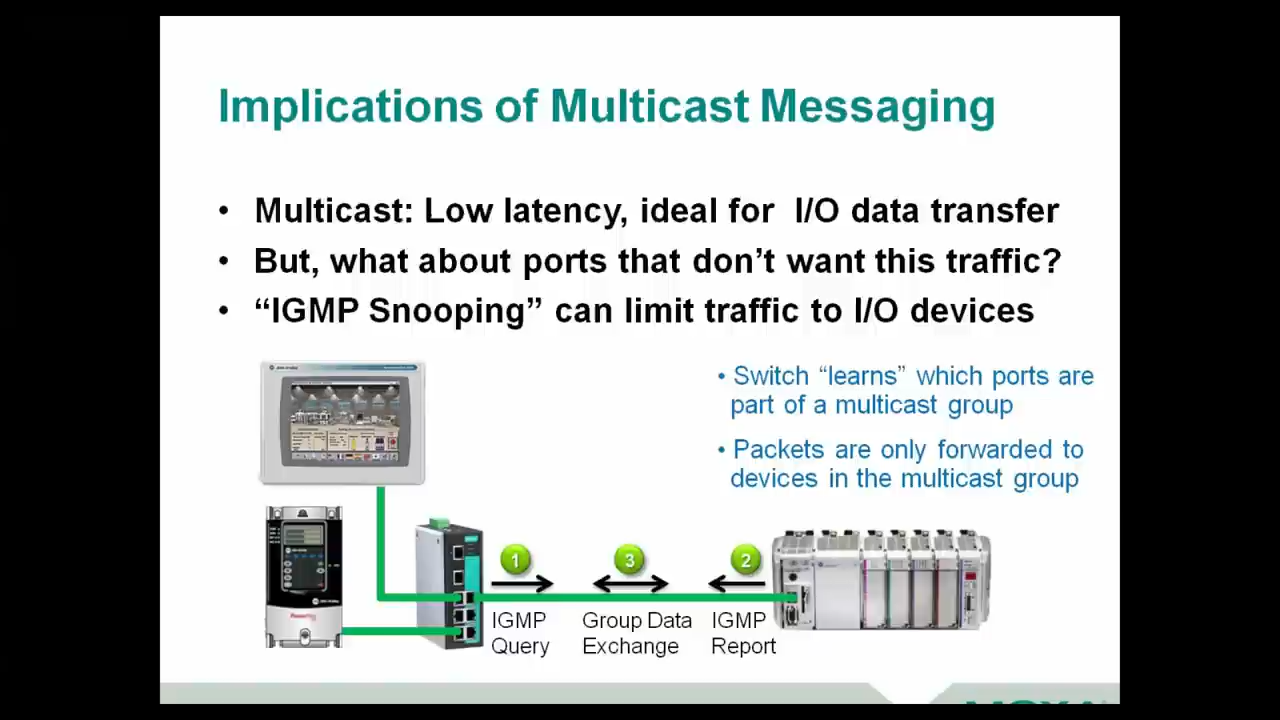 Implications of Multicast Messaging
• Multicast: Low latency, ideal for I/O data transfer
• But, what about ports that don't want this traffic?
• “IGMP Snooping” can limit traffic to I/O devices
• Switch “learns” which ports are
part of a multicast group
• Packets are only forwarded to
devices in the multicast group
1
3
2
IGMP
Query
Group Data
Exchange
IGMP
Report